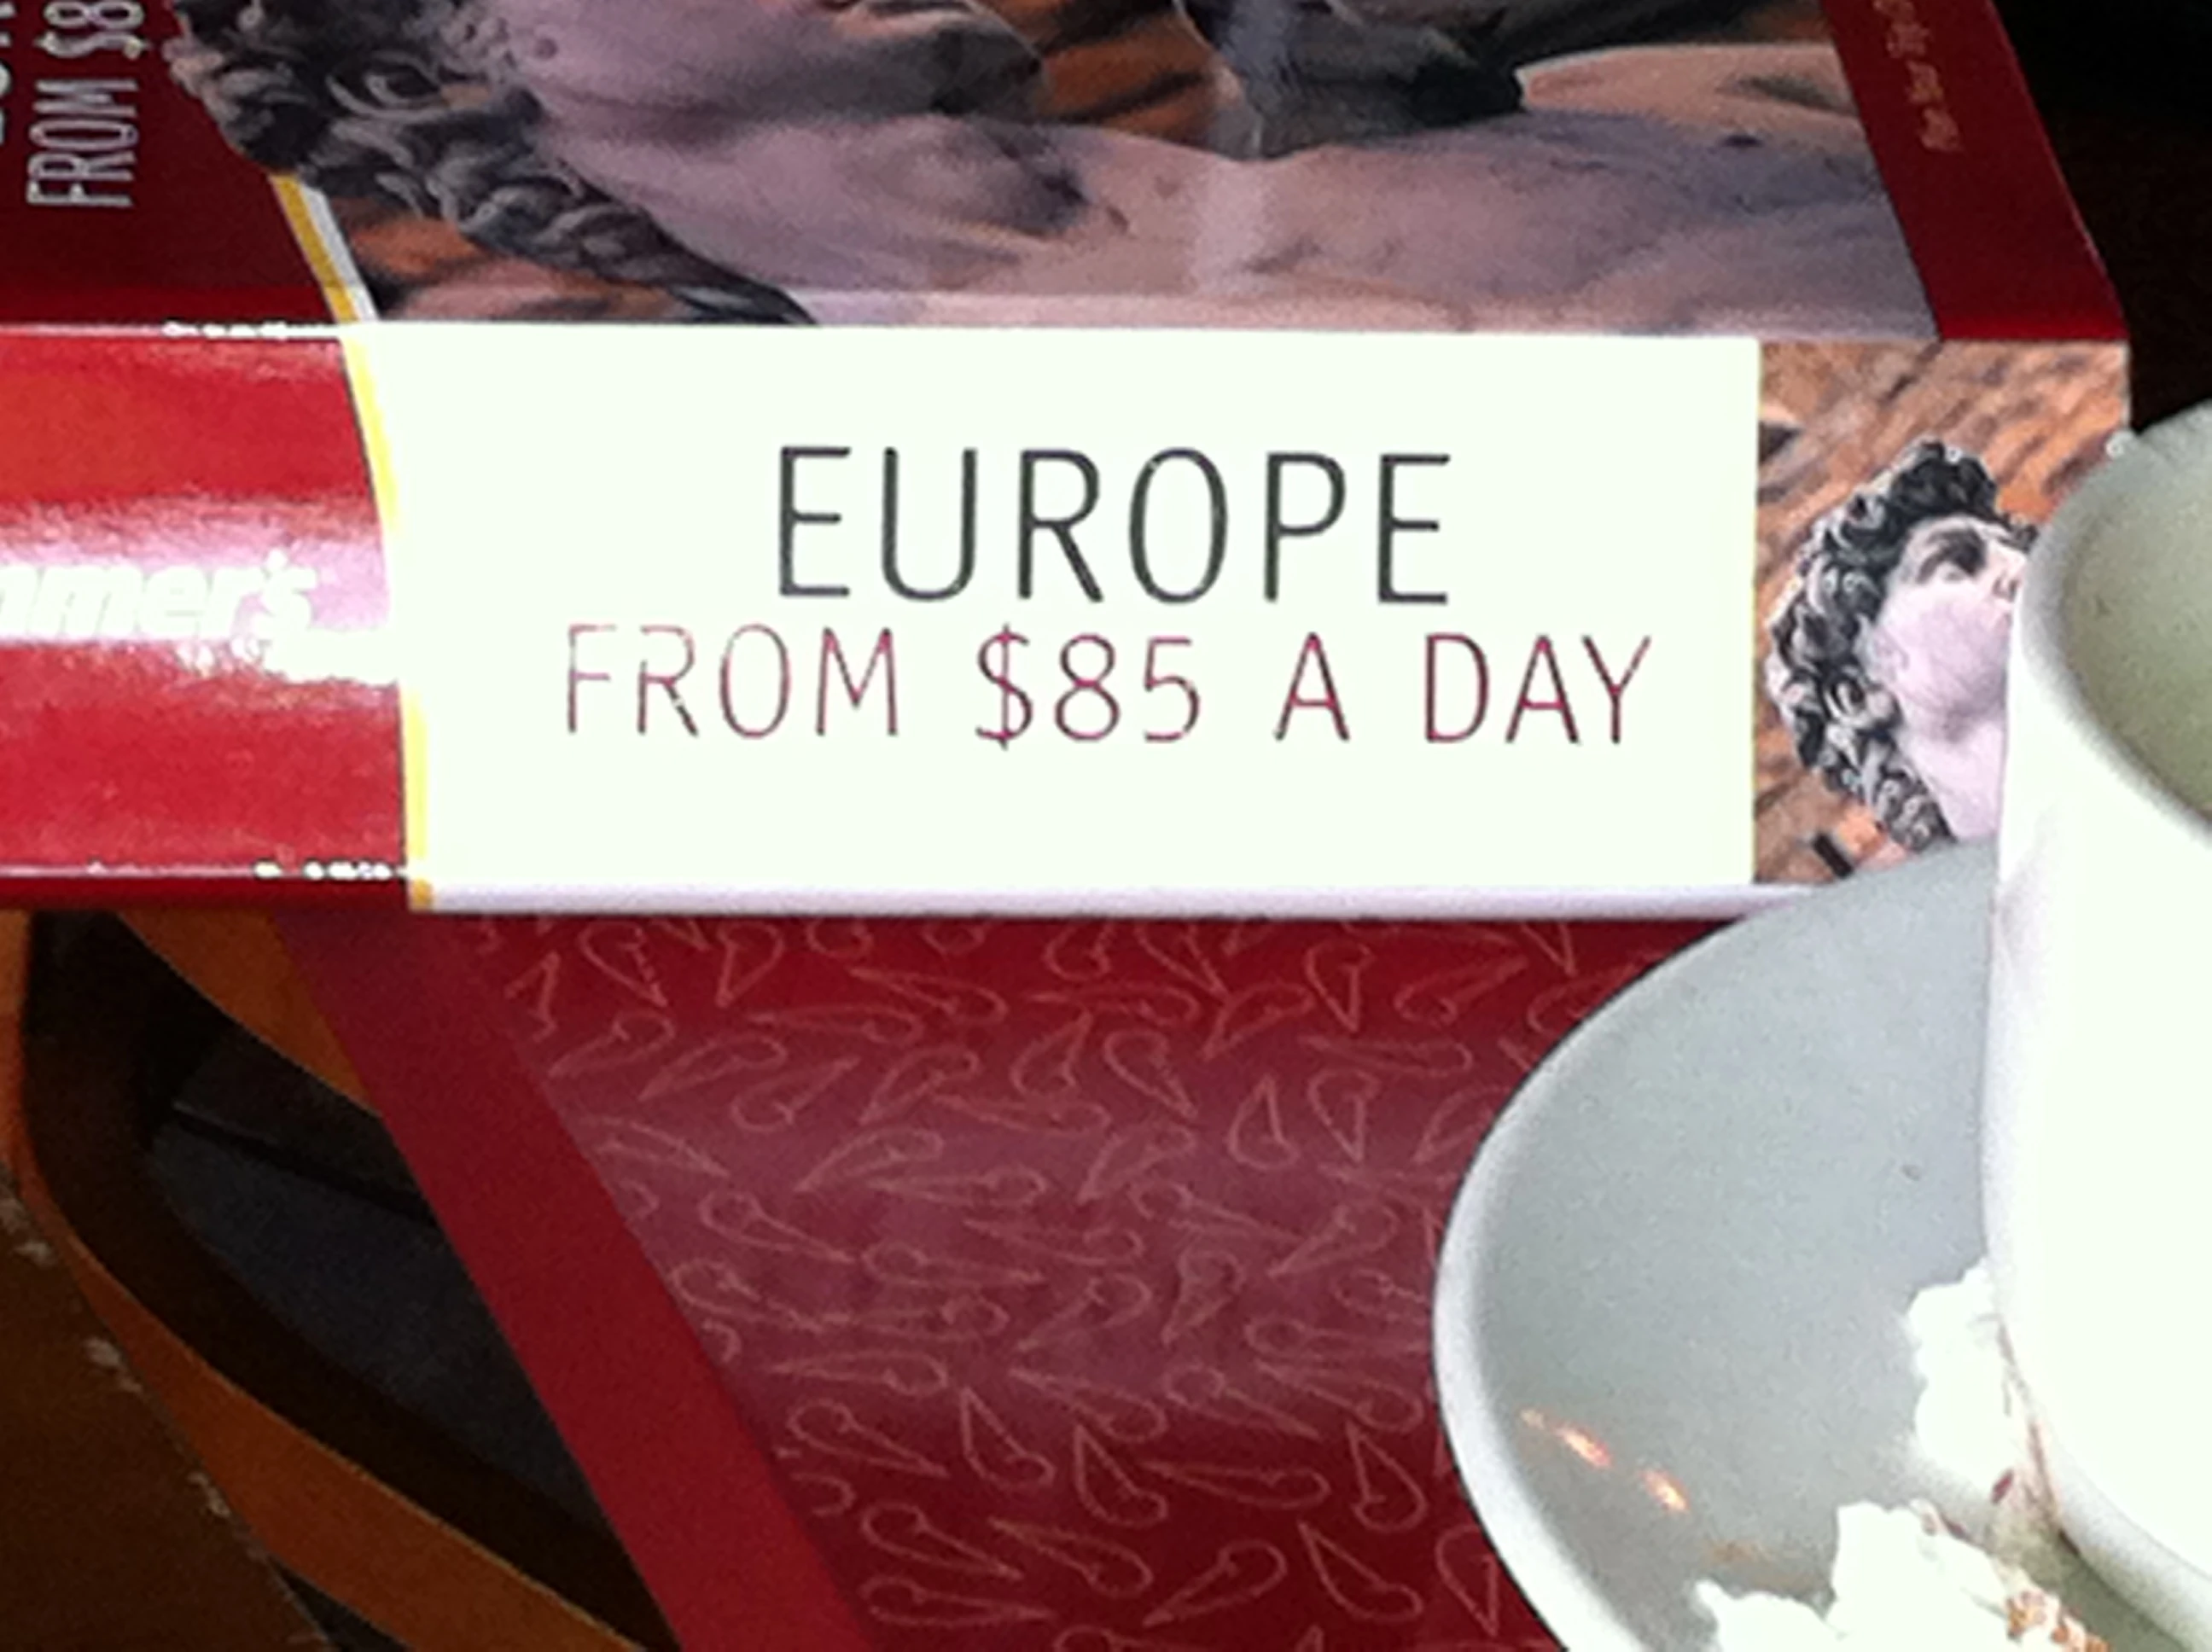 FROM $8
mmer's
EUROPE
FROM $85 A DAY